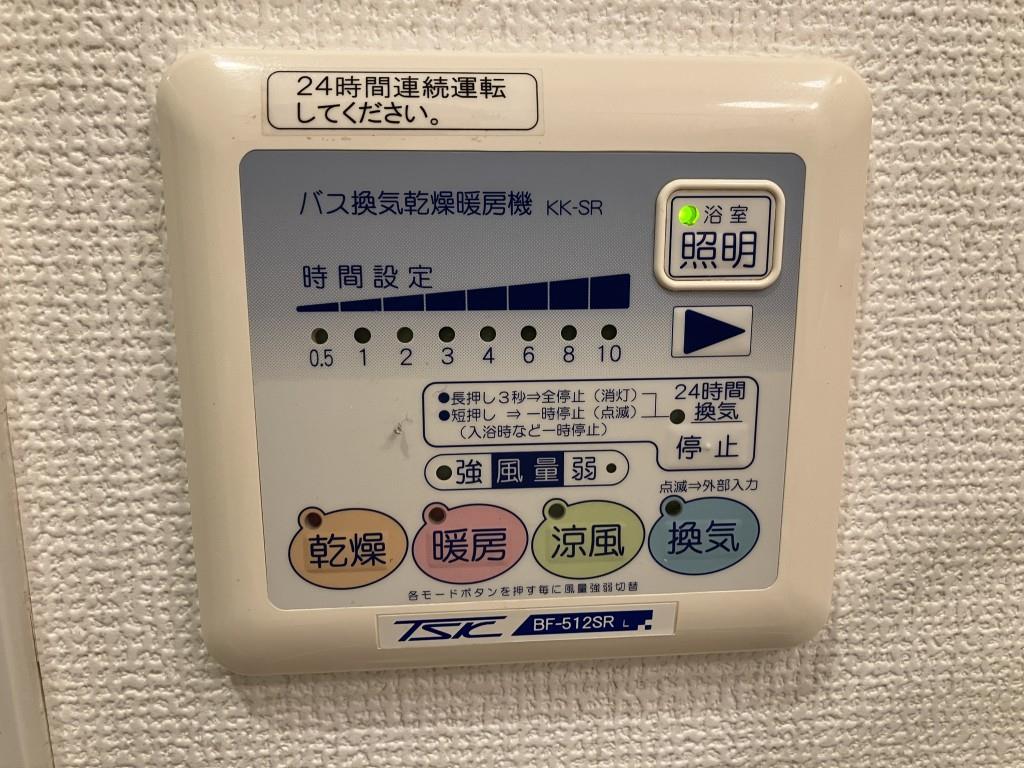 24時間連続運転
してください。
バス換気乾燥暖房機 KK-SR
浴室
照明
時間設定
0.5 1 2 3 4 6 8 10
●長押し3秒⇒全停止（消灯）
●短押し ⇒一時停止（点滅）
（入浴時など一時停止）
24時間
換気
停止
強 風量 弱
点滅⇒外部入力
乾燥 暖房 涼風 換気
各モードボタンを押す毎に風量強弱切替
TSK BF-512SR L